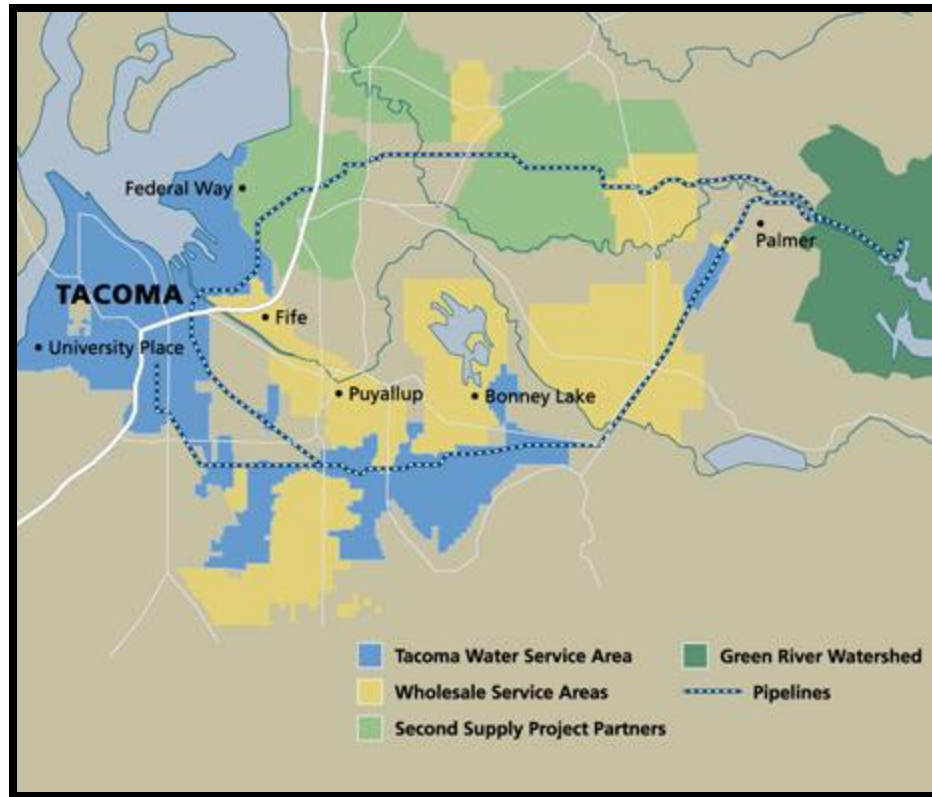 Federal Way
Palmer
TACOMA
Fife
University Place
Puyallup
Bonney Lake
Tacoma Water Service Area
Green River Watershed
Wholesale Service Areas
Pipelines
Second Supply Project Partners